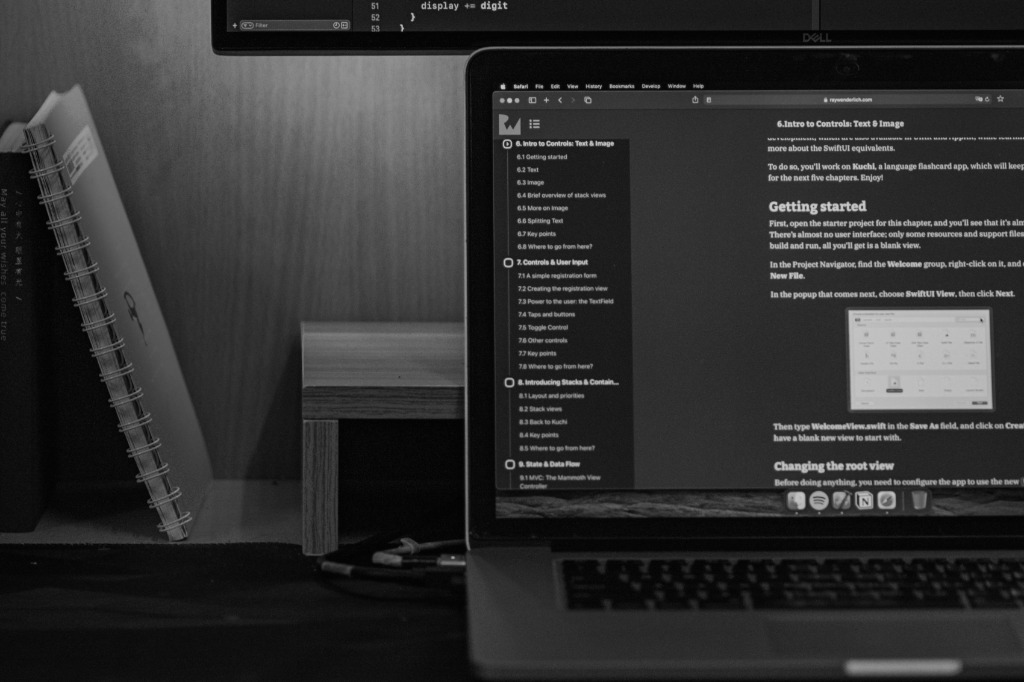 51 display += digit
52 }
53 }
Filter
DELL
Safari File Edit View History Bookmarks Develop Window Help
raywenderlich.com
6.Intro to Controls: Text & Image
6. Intro to Controls: Text & Image
6.1 Getting started
6.2 Text
6.3 Image
6.4 Brief overview of stack views
6.5 More on Image
6.6 Splitting Text
6.7 Key points
6.8 Where to go from here?
7. Controls & User Input
7.1 A simple registration form
7.2 Creating the registration view
7.3 Power to the user: the TextField
7.4 Taps and buttons
7.5 Toggle Control
7.6 Other controls
7.7 Key points
7.8 Where to go from here?
8. Introducing Stacks & Contain...
8.1 Layout and priorities
8.2 Stack views
8.3 Back to Kuchi
8.4 Key points
8.5 Where to go from here?
9. State & Data Flow
9.1 MVC: The Mammoth View
Controller
more about the SwiftUI equivalents.
To do so, you'll work on Kuchi, a language flashcard app, which will keep
for the next five chapters. Enjoy!
Getting started
First, open the starter project for this chapter, and you'll see that it's
There's almost no user interface; only some resources and support files
build and run, all you'll get is a blank view.
In the Project Navigator, find the Welcome group, right-click on it, and
New File.
In the popup that comes next, choose SwiftUI View, then click Next.
Then type WelcomeView.swift in the Save As field, and click on
have a blank new view to start with.
Changing the root view
Before doing anything, you need to configure the app to use the new
May all your wishes come true